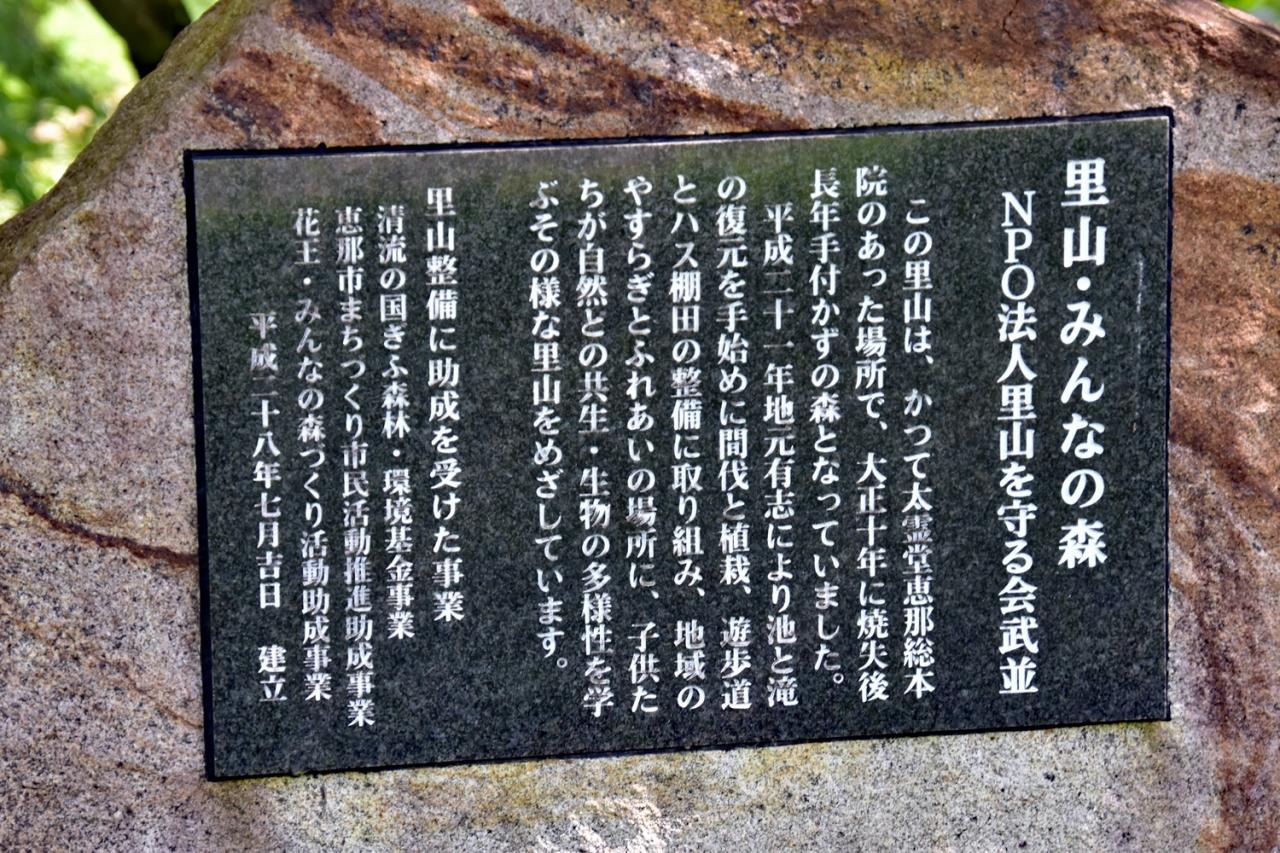 里山・みんなの森
NPO法人里山を守る会武並
この里山は、かつて太霊堂恵那総本
院のあった場所で、大正十年に焼失後
長年手付かずの森となっていました。
平成二十一年地元有志により池と滝
の復元を手始めに間伐と植栽、遊歩道
とハス棚田の整備に取り組み、地域の
やすらぎとふれあいの場所に、子供た
ちが自然との共生・生物の多様性を学
ぶその様な里山をめざしています。
里山整備に助成を受けた事業
清流の国ぎふ森林・環境基金事業
恵那市まちつくり市民活動推進助成事業
花王・みんなの森つくり活動助成事業
平成二十八年七月吉日 建立